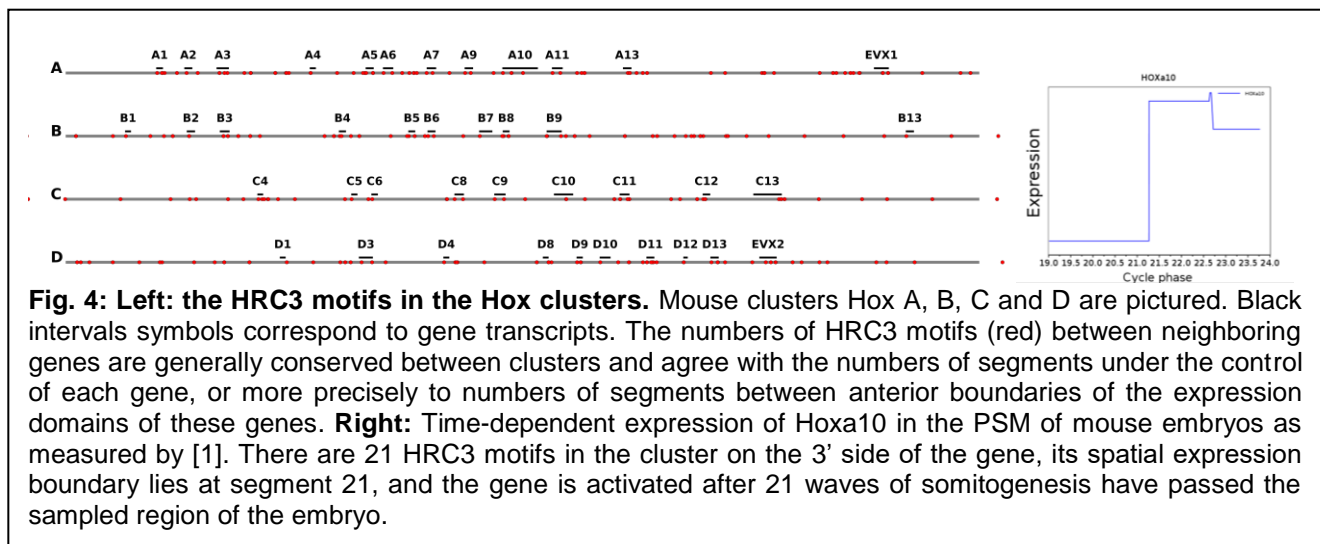 A1 A2 A3 A4 A5 A6 A7 A9 A10 A11 A13 EVX1
A
B1 B2 B3 B4 B5 B6 B7 B8 B9 B13
B
C4 C5 C6 C8 C9 C10 C11 C12 C13
C
D1 D3 D4 D8 D9 D10 D11 D12 D13 EVX2
D
HOXa10
HOXa10
Expression
19.0 19.5 20.0 20.5 21.0 21.5 22.0 22.5 23.0 23.5 24.0
Cycle phase
Fig. 4: Left: the HRC3 motifs in the Hox clusters. Mouse clusters Hox A, B, C and D are pictured. Black
intervals symbols correspond to gene transcripts. The numbers of HRC3 motifs (red) between neighboring
genes are generally conserved between clusters and agree with the numbers of segments under the control
of each gene, or more precisely to numbers of segments between anterior boundaries of the expression
domains of these genes. Right: Time-dependent expression of Hoxa10 in the PSM of mouse embryos as
measured by [1]. There are 21 HRC3 motifs in the cluster on the 3' side of the gene, its spatial expression
boundary lies at segment 21, and the gene is activated after 21 waves of somitogenesis have passed the
sampled region of the embryo.